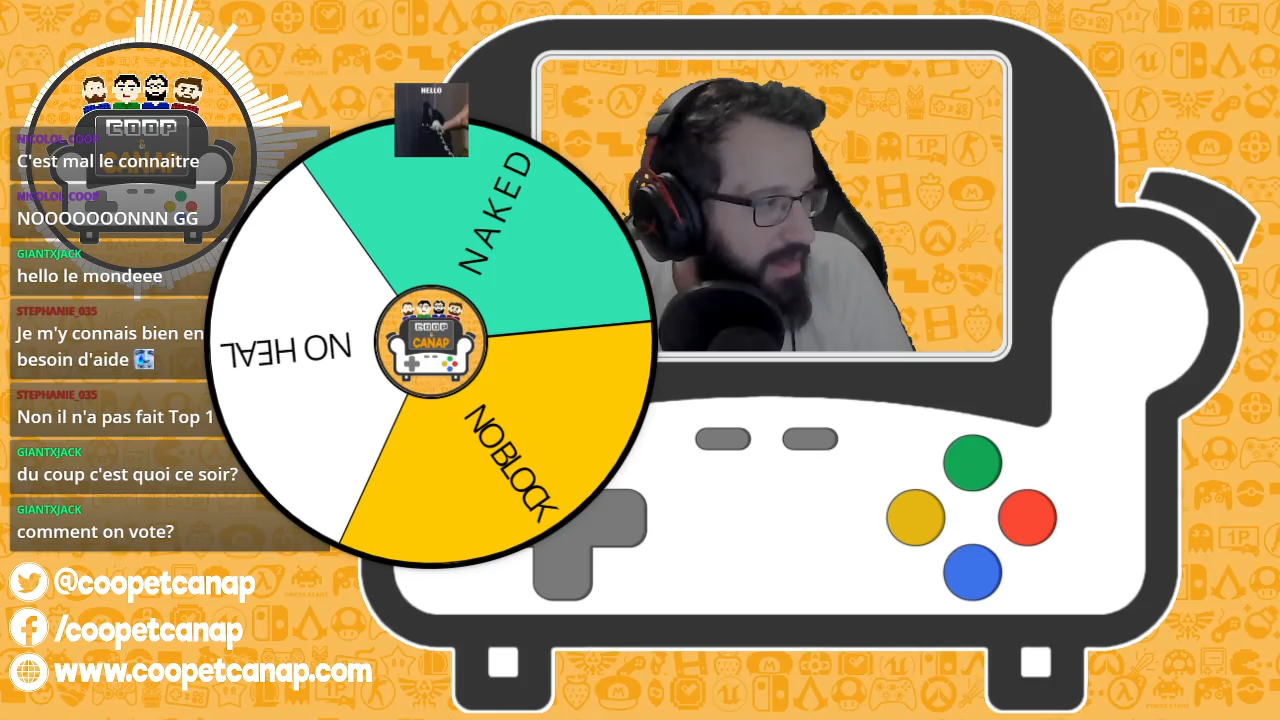 NICOLOL_COOP
C'est mal le connaitre
NICOLOL_COOP
NOOOOOOONNN GG
GIANTXJACK
hello le mondeee
STEPHANIE_035
Je m'y connais bien en
besoin d'aide
STEPHANIE_035
Non il n'a pas fait Top 1
GIANTXJACK
du coup c'est quoi ce soir?
GIANTXJACK
comment on vote?
COOP
&
CANAP
HELLO
NAKED
NO HEAL
NO BLOCK
COOP
&
CANAP
@coopetcanap
/coopetcanap
www.coopetcanap.com